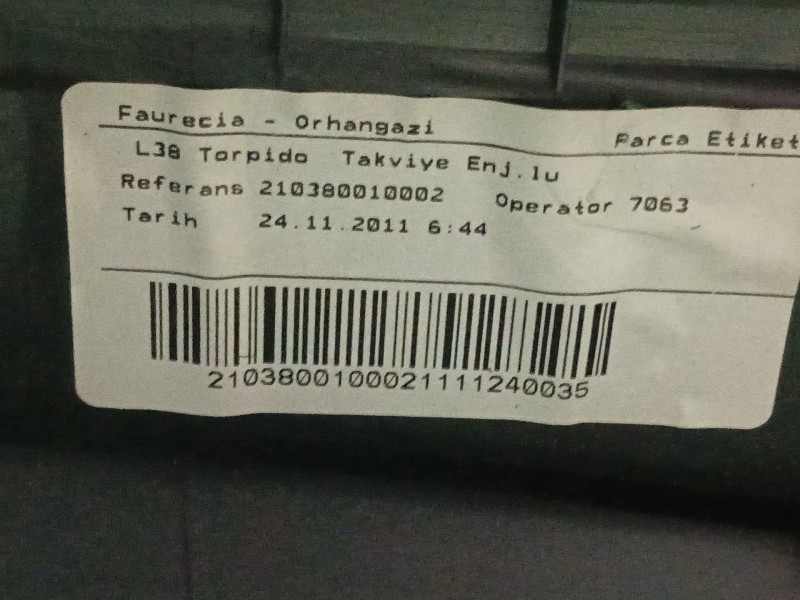 Faurecia - Orhangazi
Parca Etiket
L38 Torpido Takviye Enj.lu
Referans 210380010002 Operator 7063
Tarih 24.11.2011 6:44
2103800100021111240035